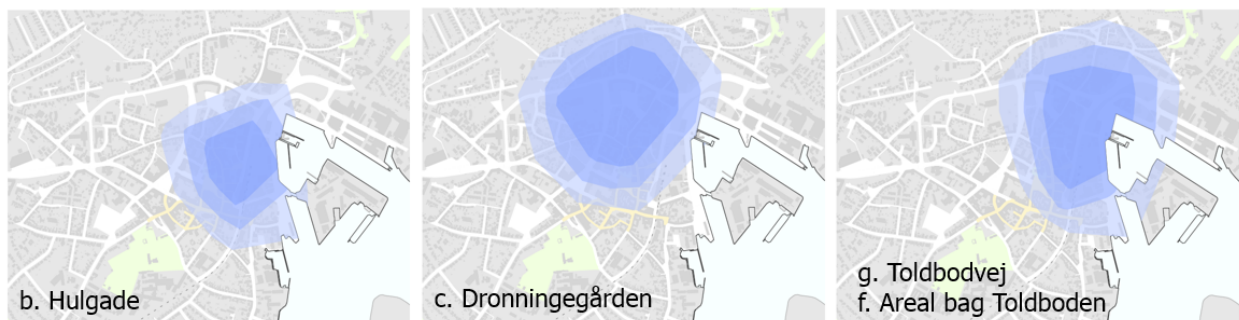 b. Hulgade
c. Dronningegården
g. Toldbodvej
f. Areal bag Toldboden